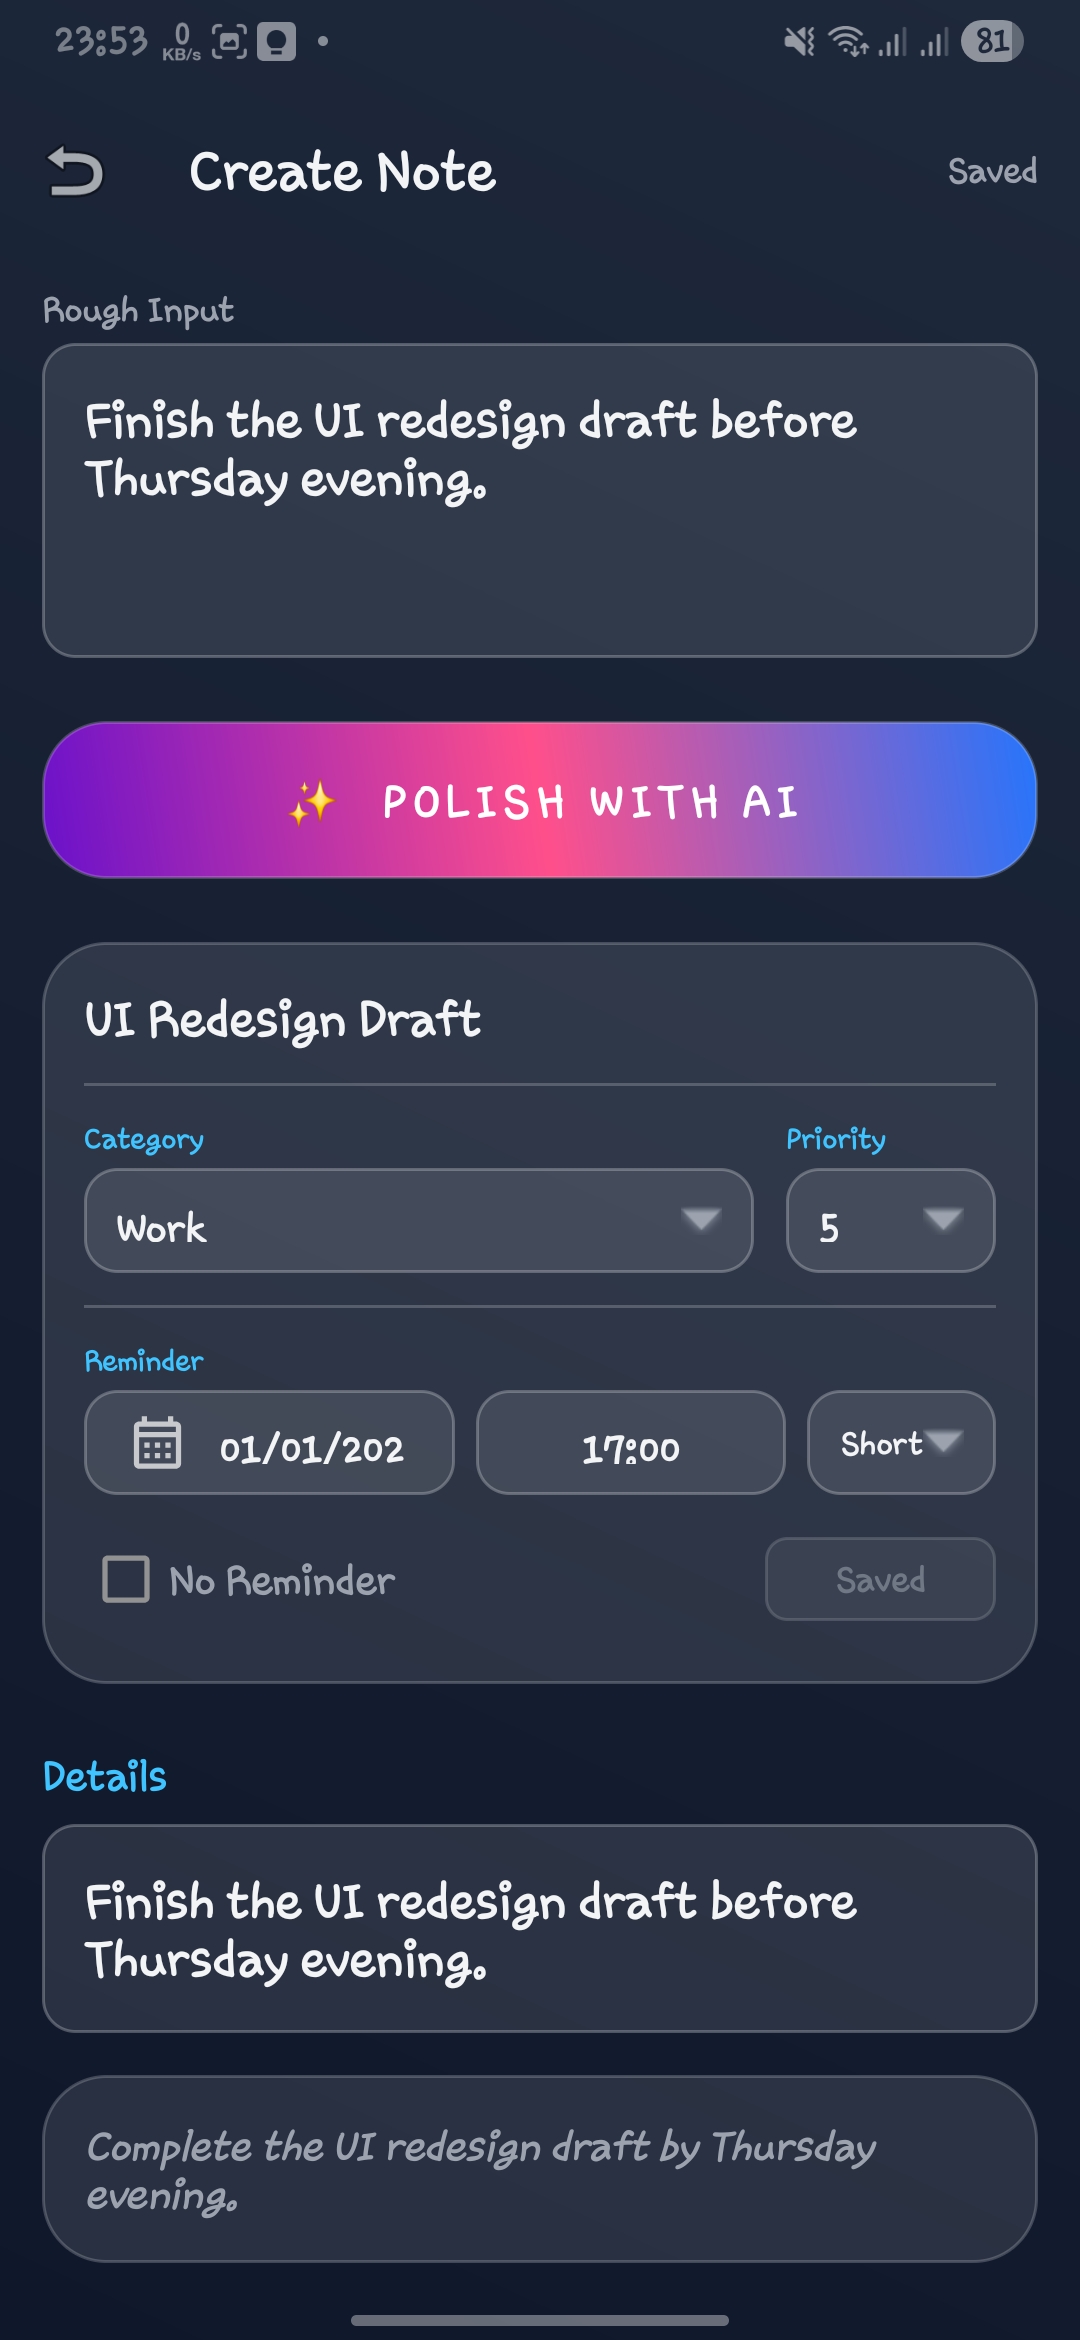 23:53 0 KB/s 81
Create Note Saved
Rough Input
Finish the UI redesign draft before
Thursday evening.
✨ POLISH WITH AI
UI Redesign Draft
Category Priority
Work 5
Reminder
01/01/202 17:00 Short
No Reminder Saved
Details
Finish the UI redesign draft before
Thursday evening.
Complete the UI redesign draft by Thursday
evening.